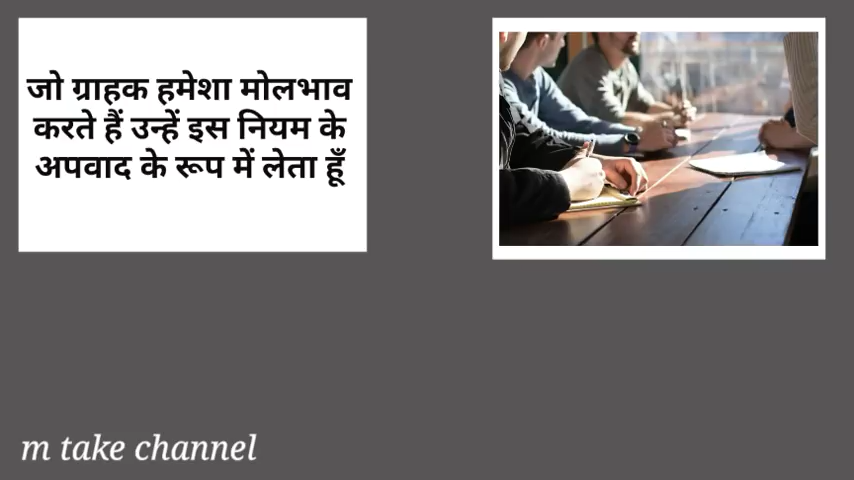 जो ग्राहक हमेशा मोलभाव
करते हैं उन्हें इस नियम के
अपवाद के रूप में लेता हूँ
m take channel